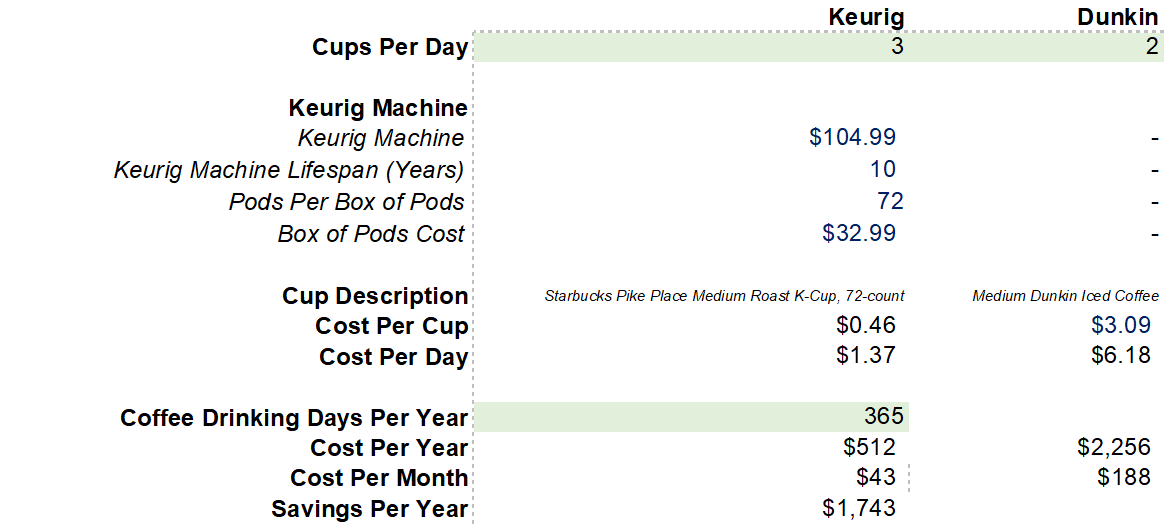 Keurig Dunkin
Cups Per Day 3 2
Keurig Machine
Keurig Machine $104.99 -
Keurig Machine Lifespan (Years) 10 -
Pods Per Box of Pods 72 -
Box of Pods Cost $32.99 -
Cup Description Starbucks Pike Place Medium Roast K-Cup, 72-count Medium Dunkin Iced Coffee
Cost Per Cup $0.46 $3.09
Cost Per Day $1.37 $6.18
Coffee Drinking Days Per Year 365
Cost Per Year $512 $2,256
Cost Per Month $43 $188
Savings Per Year $1,743